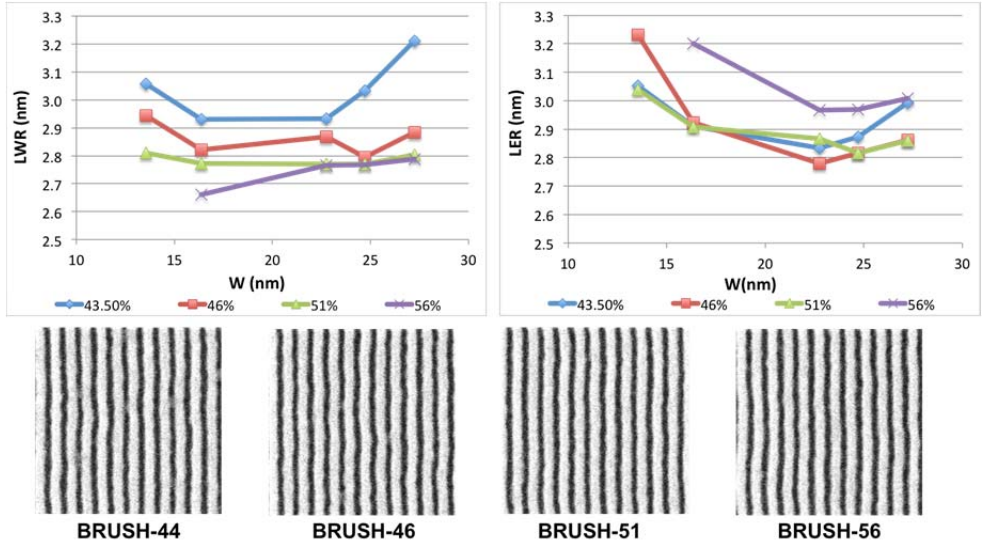 3.3
3.2
3.1
3.0
2.9
2.8
2.7
2.6
2.5
LWR (nm)
10 15 20 25 30
W (nm)
43.50% 46% 51% 56%
3.3
3.2
3.1
3.0
2.9
2.8
2.7
2.6
2.5
LER (nm)
10 15 20 25 30
W(nm)
43.50% 46% 51% 56%
BRUSH-44 BRUSH-46 BRUSH-51 BRUSH-56